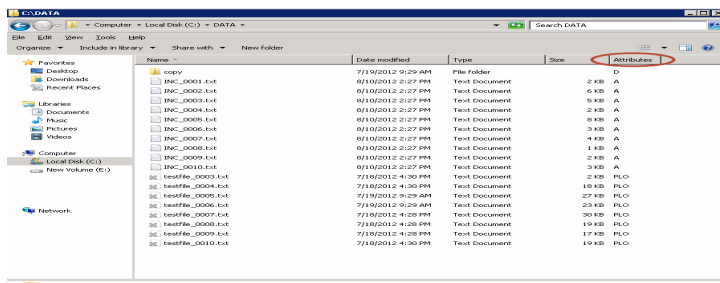 C:\DATA
Computer Local Disk (C:) DATA Search DATA
File Edit View Tools Help
Organize Include in library Share with New folder
Favorites
Desktop
Downloads
Recent Places
Libraries
Documents
Music
Pictures
Videos
Computer
Local Disk (C:)
New Volume (E:)
Network
Name Date modified Type Size Attributes
copy 7/19/2012 9:29 AM File folder D
INC_0001.txt 8/10/2012 2:27 PM Text Document 2 KB A
INC_0002.txt 8/10/2012 2:27 PM Text Document 6 KB A
INC_0003.txt 8/10/2012 2:27 PM Text Document 5 KB A
INC_0004.txt 8/10/2012 2:27 PM Text Document 2 KB A
INC_0005.txt 8/10/2012 2:27 PM Text Document 8 KB A
INC_0006.txt 8/10/2012 2:27 PM Text Document 3 KB A
INC_0007.txt 8/10/2012 2:27 PM Text Document 4 KB A
INC_0008.txt 8/10/2012 2:27 PM Text Document 1 KB A
INC_0009.txt 8/10/2012 2:27 PM Text Document 2 KB A
INC_0010.txt 8/10/2012 2:27 PM Text Document 3 KB A
testfile_0003.txt 7/18/2012 4:30 PM Text Document 2 KB PLO
testfile_0004.txt 7/18/2012 4:30 PM Text Document 18 KB PLO
testfile_0005.txt 7/19/2012 9:29 AM Text Document 27 KB PLO
testfile_0006.txt 7/19/2012 9:29 AM Text Document 23 KB PLO
testfile_0007.txt 7/18/2012 4:28 PM Text Document 30 KB PLO
testfile_0008.txt 7/18/2012 4:28 PM Text Document 19 KB PLO
testfile_0009.txt 7/18/2012 4:28 PM Text Document 17 KB PLO
testfile_0010.txt 7/18/2012 4:30 PM Text Document 19 KB PLO